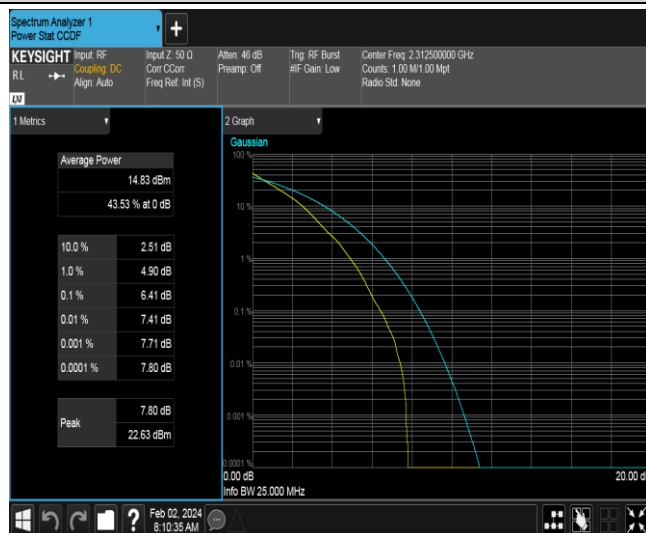 Spectrum Analyzer 1
Power Stat CCDF
+
KEYSIGHT
RL
LXI
Input: RF
Coupling: DC
Align: Auto
Input Z: 50 Ω
Corr CCorr
Freq Ref: Int (S)
Atten: 46 dB
Preamp: Off
Trig: RF Burst
#IF Gain: Low
Center Freq: 2.312500000 GHz
Counts: 1.00 M/1.00 Mpt
Radio Std: None
1 Metrics
Average Power
14.83 dBm
43.53 % at 0 dB
10.0 % 2.51 dB
1.0 % 4.90 dB
0.1 % 6.41 dB
0.01 % 7.41 dB
0.001 % 7.71 dB
0.0001 % 7.80 dB
Peak
7.80 dB
22.63 dBm
2 Graph
Gaussian
100 %
10 %
1 %
0.1 %
0.01 %
0.001 %
0.0001 %
0.00 dB 20.00 d
Info BW 25.000 MHz
?
Feb 02, 2024
8:10:35 AM